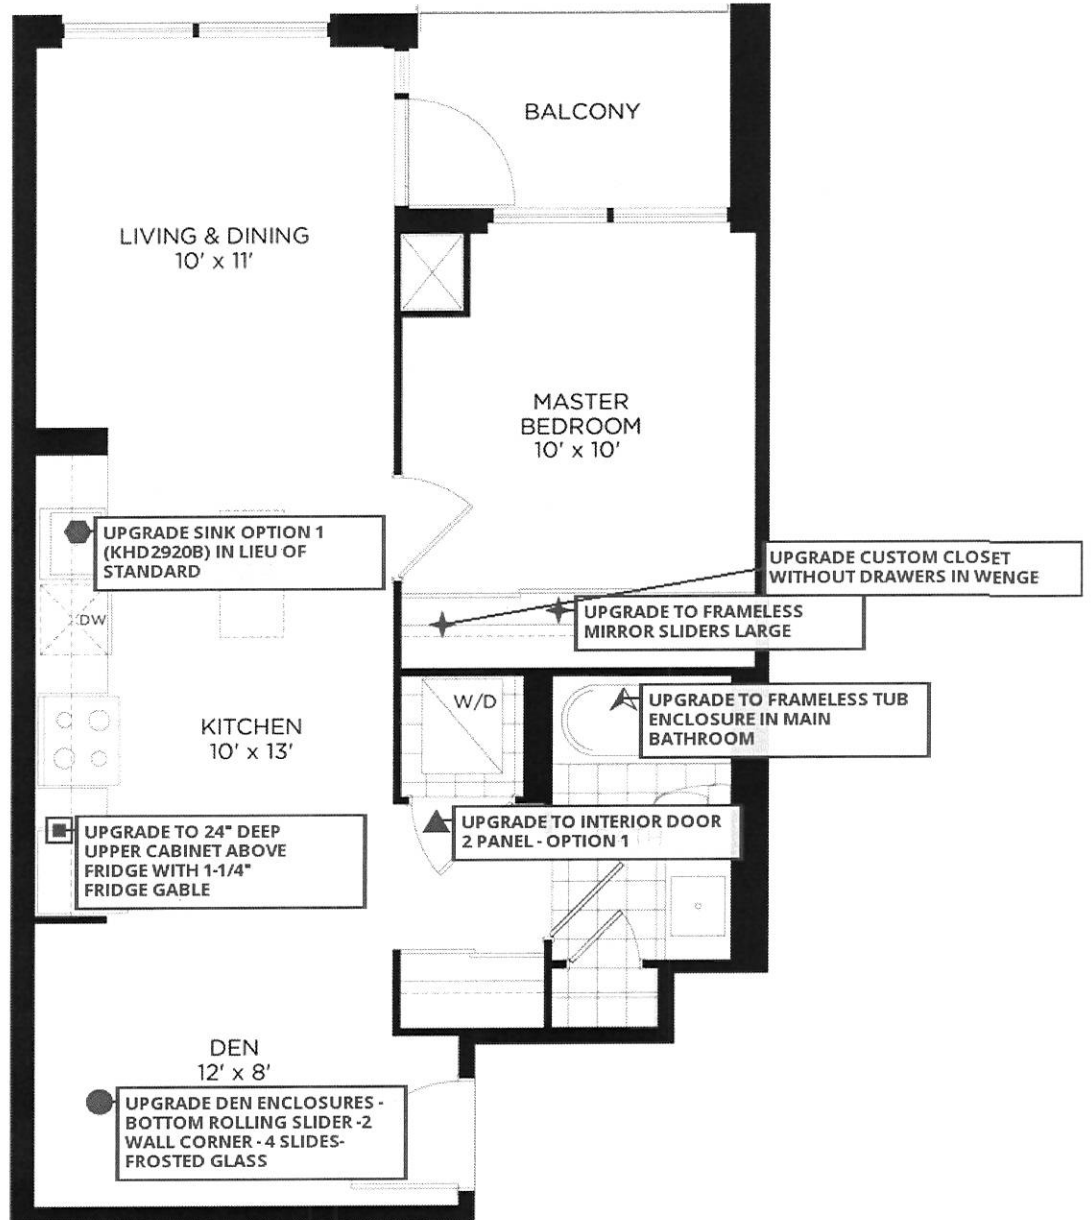 BALCONY
LIVING & DINING
10' x 11'
MASTER
BEDROOM
10' x 10'
UPGRADE SINK OPTION 1
(KHD2920B) IN LIEU OF
STANDARD
UPGRADE CUSTOM CLOSET
WITHOUT DRAWERS IN WENGE
UPGRADE TO FRAMELESS
MIRROR SLIDERS LARGE
DW
W/D
UPGRADE TO FRAMELESS TUB
ENCLOSURE IN MAIN
BATHROOM
KITCHEN
10' x 13'
UPGRADE TO INTERIOR DOOR
2 PANEL - OPTION 1
UPGRADE TO 24" DEEP
UPPER CABINET ABOVE
FRIDGE WITH 1-1/4"
FRIDGE GABLE
DEN
12' x 8'
UPGRADE DEN ENCLOSURES -
BOTTOM ROLLING SLIDER -2
WALL CORNER - 4 SLIDES-
FROSTED GLASS